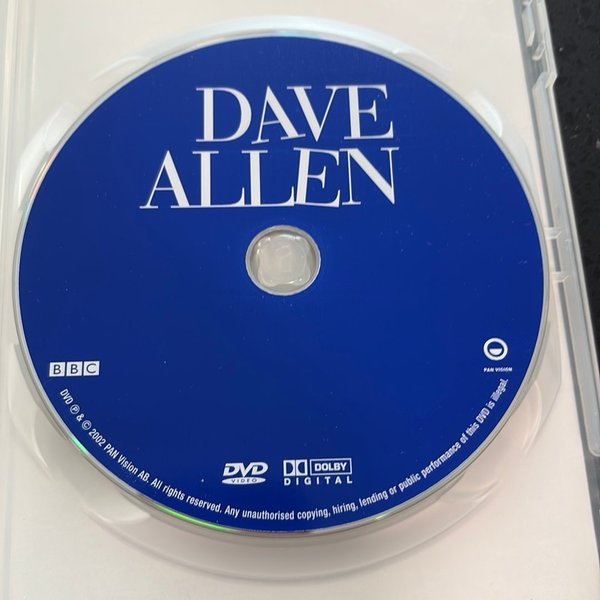 DAVE
ALLEN
BBC
PAN VISION
DVD
VIDEO
DOLBY
DIGITAL
DVD ℗ & © 2002 PAN Vision AB. All rights reserved. Any unauthorised copying, hiring, lending or public performance of this DVD is illegal.